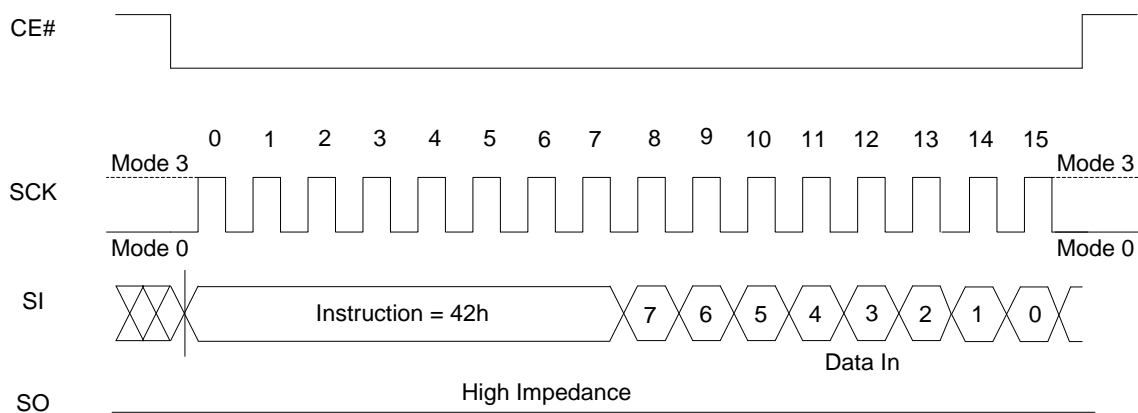 CE#
0 1 2 3 4 5 6 7 8 9 10 11 12 13 14 15
Mode 3 Mode 3
SCK
Mode 0 Mode 0
SI Instruction = 42h 7 6 5 4 3 2 1 0
Data In
High Impedance
SO